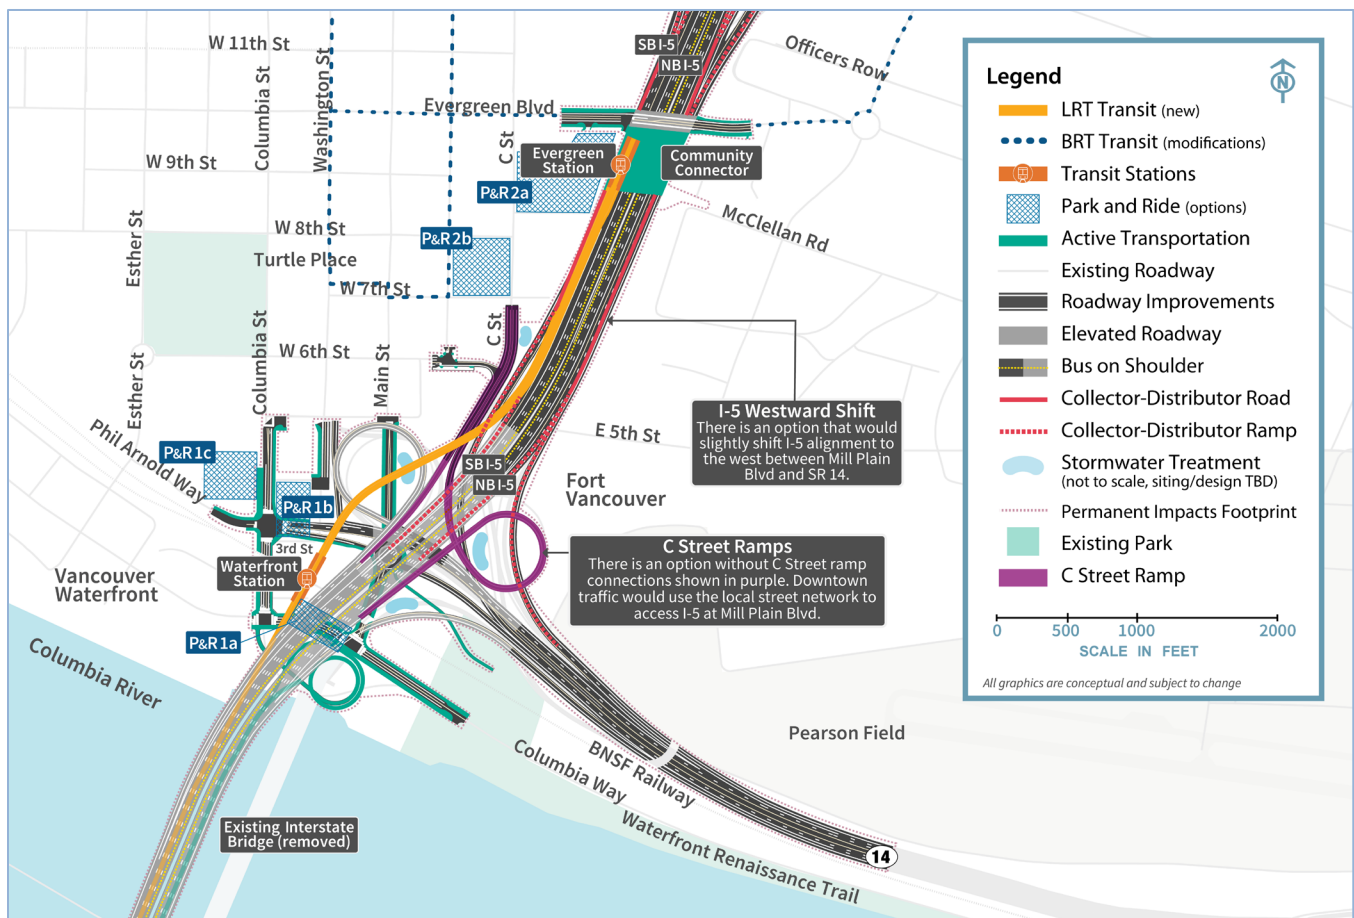 W 11th St
Columbia St
Washington St
SB I-5
NB I-5
Officers Row
Evergreen Blvd
C St
W 9th St
Evergreen
Station
Community
Connector
P&R 2a
McClellan Rd
Esther St
W 8th St
P&R 2b
Turtle Place
W 7th St
C St
Columbia St
W 6th St
Main St
Esther St
I-5 Westward Shift
There is an option that would
slightly shift I-5 alignment to
the west between Mill Plain
Blvd and SR 14.
E 5th St
Phil Arnold Way
P&R 1c
SB I-5
NB I-5
Fort
Vancouver
P&R 1b
3rd St
C Street Ramps
There is an option without C Street ramp
connections shown in purple. Downtown
traffic would use the local street network to
access I-5 at Mill Plain Blvd.
Waterfront
Station
Vancouver
Waterfront
P&R 1a
Columbia River
Pearson Field
BNSF Railway
Columbia Way
Waterfront Renaissance Trail
Existing Interstate
Bridge (removed)
14
Legend
N
LRT Transit (new)
BRT Transit (modifications)
Transit Stations
Park and Ride (options)
Active Transportation
Existing Roadway
Roadway Improvements
Elevated Roadway
Bus on Shoulder
Collector-Distributor Road
Collector-Distributor Ramp
Stormwater Treatment
(not to scale, siting/design TBD)
Permanent Impacts Footprint
Existing Park
C Street Ramp
0 500 1000 2000
SCALE IN FEET
All graphics are conceptual and subject to change